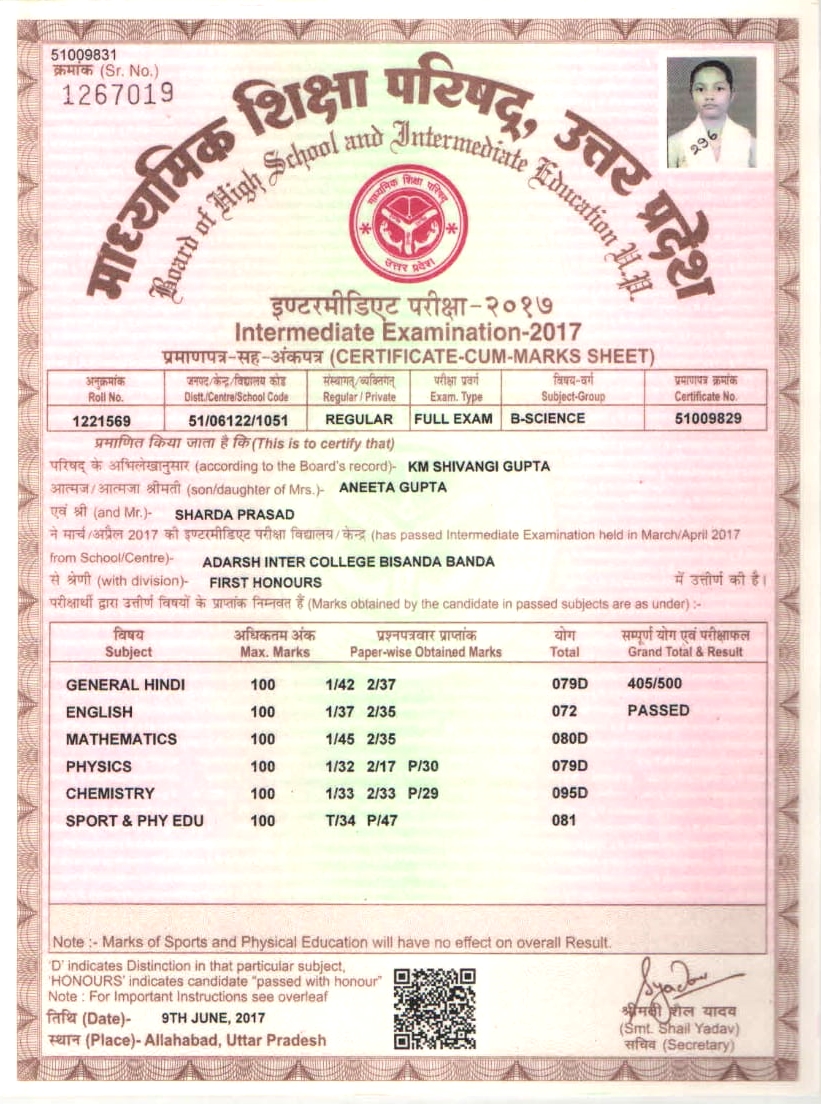 51009831
क्रमांक (Sr. No.)
1267019
माध्यमिक शिक्षा परिषद्, उत्तर प्रदेश
Board of High School and Intermediate Education U.P.
माध्यमिक शिक्षा परिषद्
उत्तर प्रदेश
296
इण्टरमीडिएट परीक्षा-२०१७
Intermediate Examination-2017
प्रमाणपत्र-सह-अंकपत्र (CERTIFICATE-CUM-MARKS SHEET)
अनुक्रमांक जनपद/केन्द्र/विद्यालय कोड संस्थागत/व्यक्तिगत परीक्षा प्रवर्ग विषय-वर्ग प्रमाणपत्र क्रमांक
Roll No. Distt./Centre/School Code Regular / Private Exam. Type Subject-Group Certificate No.
1221569 51/06122/1051 REGULAR FULL EXAM B-SCIENCE 51009829
प्रमाणित किया जाता है कि (This is to certify that)
परिषद् के अभिलेखानुसार (according to the Board's record)- KM SHIVANGI GUPTA
आत्मज/आत्मजा श्रीमती (son/daughter of Mrs.)- ANEETA GUPTA
एवं श्री (and Mr.)- SHARDA PRASAD
ने मार्च/अप्रैल 2017 की इण्टरमीडिएट परीक्षा विद्यालय/केन्द्र (has passed Intermediate Examination held in March/April 2017
from School/Centre)- ADARSH INTER COLLEGE BISANDA BANDA
से श्रेणी (with division)- FIRST HONOURS में उत्तीर्ण की है।
परीक्षार्थी द्वारा उत्तीर्ण विषयों के प्राप्तांक निम्नवत हैं (Marks obtained by the candidate in passed subjects are as under) :-
विषय अधिकतम अंक प्रश्नपत्रवार प्राप्तांक योग सम्पूर्ण योग एवं परीक्षाफल
Subject Max. Marks Paper-wise Obtained Marks Total Grand Total & Result
GENERAL HINDI 100 1/42 2/37 079D 405/500
ENGLISH 100 1/37 2/35 072 PASSED
MATHEMATICS 100 1/45 2/35 080D
PHYSICS 100 1/32 2/17 P/30 079D
CHEMISTRY 100 1/33 2/33 P/29 095D
SPORT & PHY EDU 100 T/34 P/47 081
Note :- Marks of Sports and Physical Education will have no effect on overall Result.
'D' indicates Distinction in that particular subject,
'HONOURS' indicates candidate "passed with honour"
Note : For Important Instructions see overleaf
तिथि (Date)- 9TH JUNE, 2017
स्थान (Place)- Allahabad, Uttar Pradesh
श्रीमती शैल यादव
(Smt. Shail Yadav)
सचिव (Secretary)